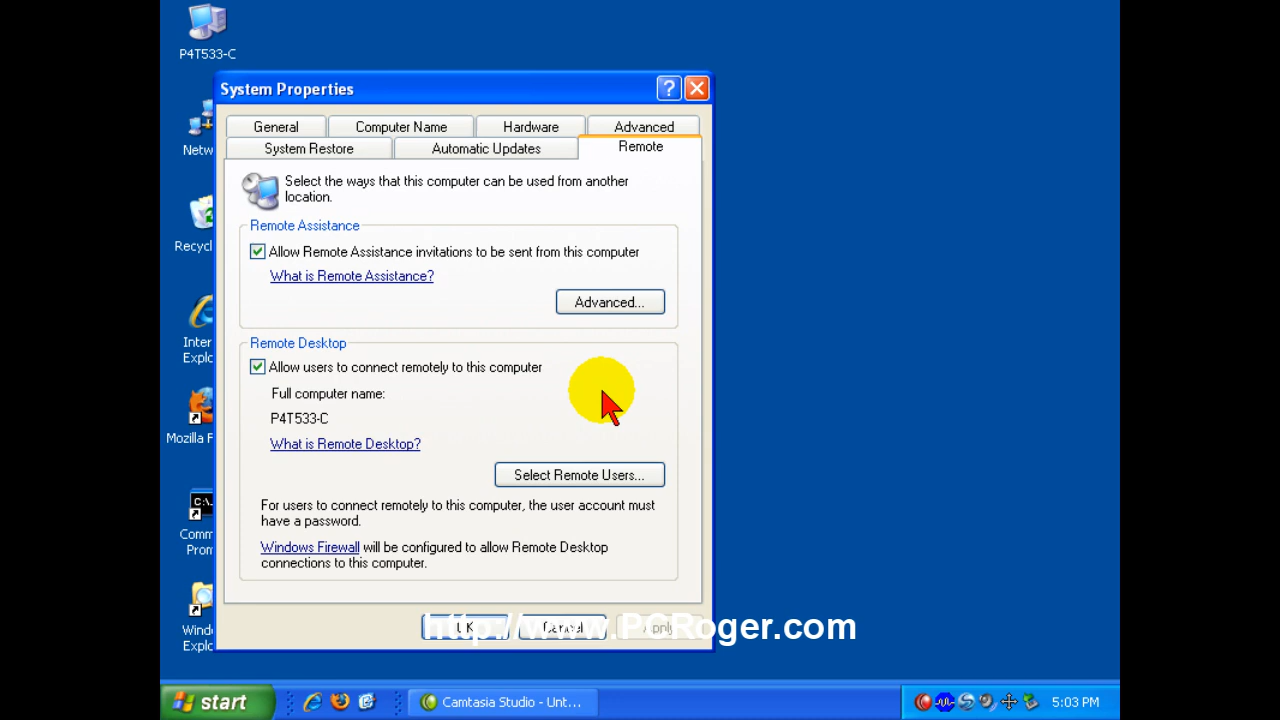 P4T533-C
System Properties
General
Computer Name
Hardware
Advanced
System Restore
Automatic Updates
Remote
Select the ways that this computer can be used from another
location.
Remote Assistance
Allow Remote Assistance invitations to be sent from this computer
What is Remote Assistance?
Advanced...
Remote Desktop
Allow users to connect remotely to this computer
Full computer name:
P4T533-C
What is Remote Desktop?
Select Remote Users...
For users to connect remotely to this computer, the user account must
have a password.
Windows Firewall will be configured to allow Remote Desktop
connections to this computer.
OK
Cancel
Apply
http://www.PCRoger.com
Netw
Recycl
Inter
Explo
Mozilla F
C:\.
Comm
Pron
Windo
Explo
start
Camtasia Studio - Unt...
5:03 PM